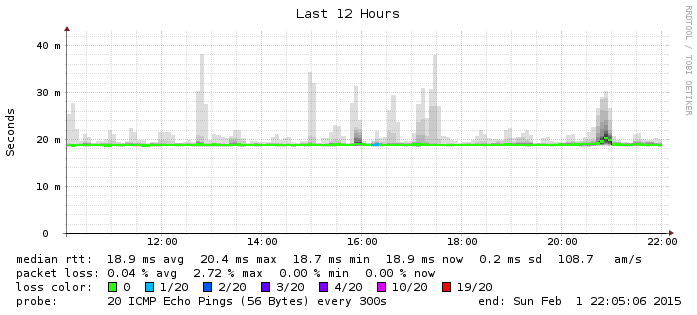 Last 12 Hours
RRDTOOL / TOBI OETIKER
Seconds
40 m
30 m
20 m
10 m
0
12:00 14:00 16:00 18:00 20:00 22:00
median rtt: 18.9 ms avg 20.4 ms max 18.7 ms min 18.9 ms now 0.2 ms sd 108.7 am/s
packet loss: 0.04 % avg 2.72 % max 0.00 % min 0.00 % now
loss color: 0 1/20 2/20 3/20 4/20 10/20 19/20
probe: 20 ICMP Echo Pings (56 Bytes) every 300s end: Sun Feb 1 22:05:06 2015